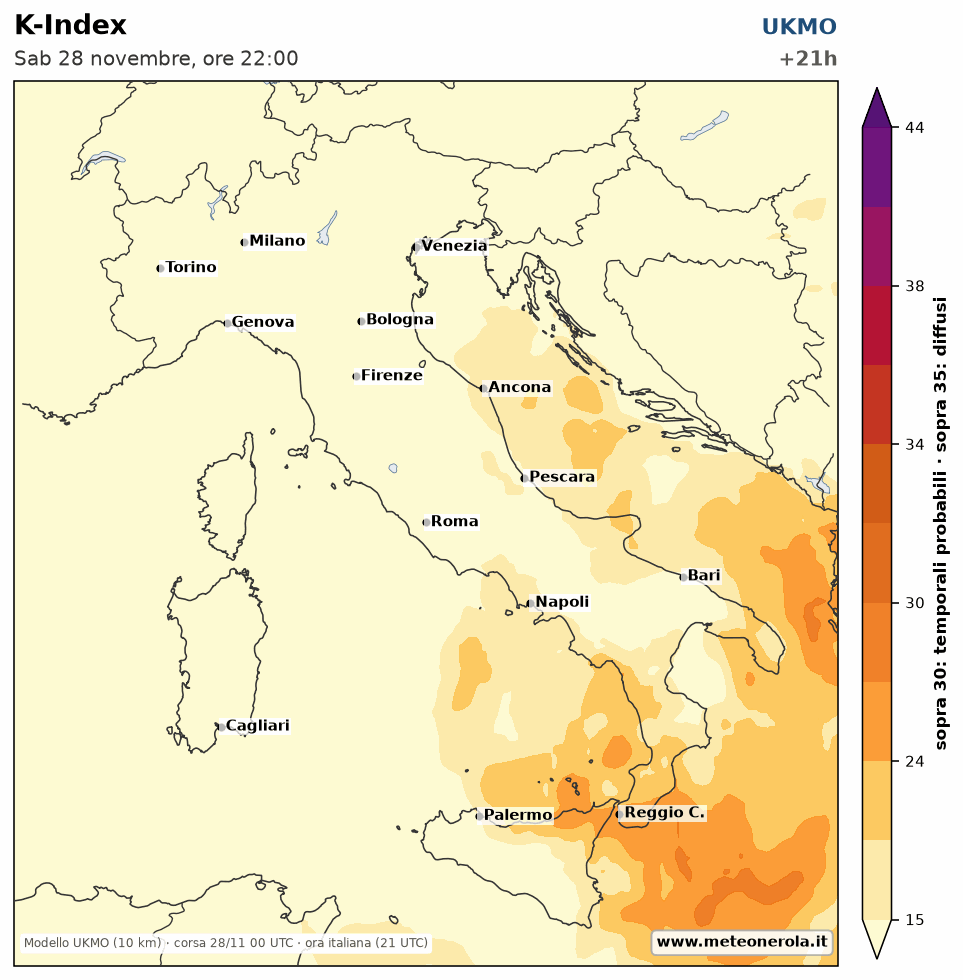 K-Index
UKMO
Sab 28 novembre, ore 22:00
+21h
Milano
Venezia
Torino
Genova
Bologna
Firenze
Ancona
Pescara
Roma
Bari
Napoli
Cagliari
Palermo
Reggio C.
44
38
34
30
24
15
sopra 30: temporali probabili · sopra 35: diffusi
Modello UKMO (10 km) · corsa 28/11 00 UTC · ora italiana (21 UTC)
www.meteonerola.it